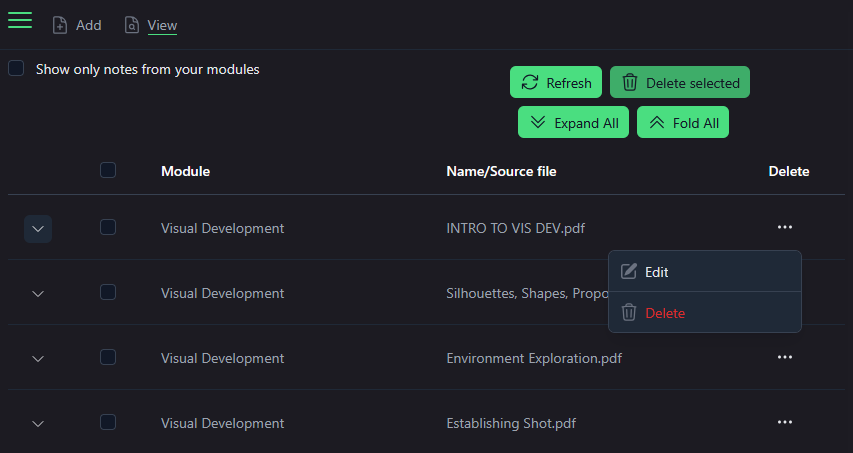 Add View
Show only notes from your modules
Refresh Delete selected
Expand All Fold All
Module Name/Source file Delete
Visual Development INTRO TO VIS DEV.pdf
Edit
Visual Development Silhouettes, Shapes,
Delete
Visual Development Environment Exploration.pdf
Visual Development Establishing Shot.pdf